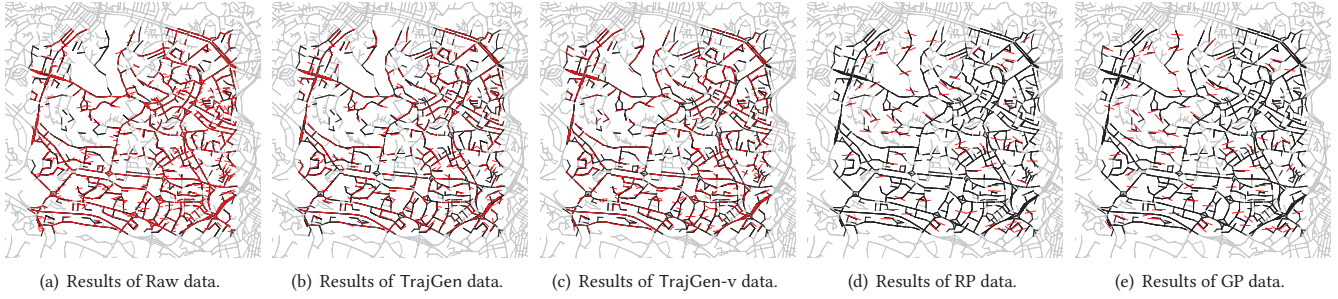 (a) Results of Raw data.
(b) Results of TrajGen data.
(c) Results of TrajGen-v data.
(d) Results of RP data.
(e) Results of GP data.